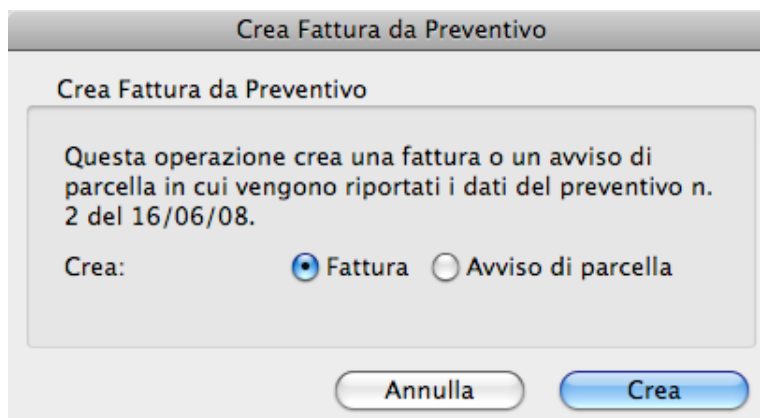 Crea Fattura da Preventivo
Crea Fattura da Preventivo
Questa operazione crea una fattura o un avviso di
parcella in cui vengono riportati i dati del preventivo n.
2 del 16/06/08.
Crea: Fattura Avviso di parcella
Annulla Crea